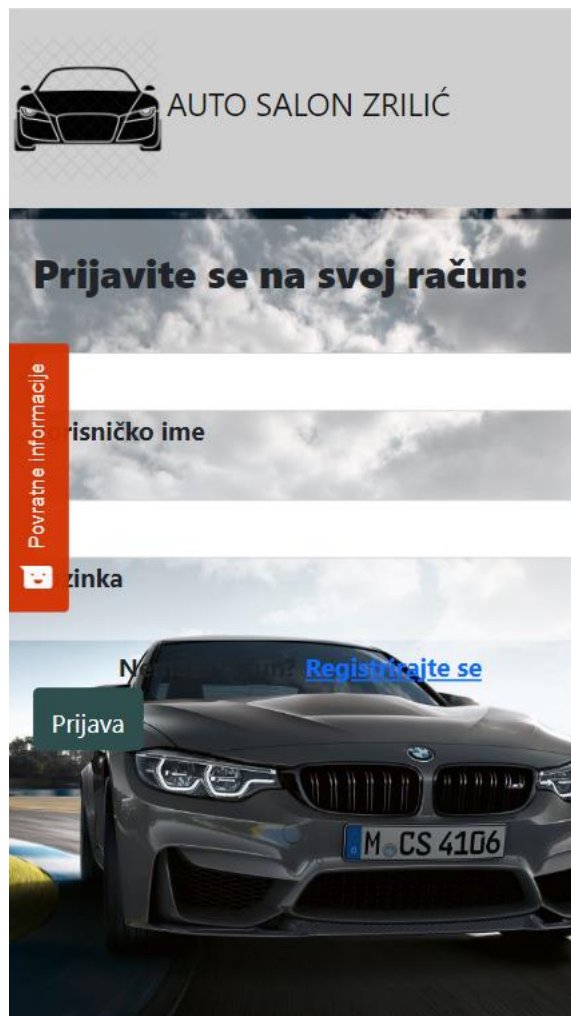 AUTO SALON ZRILIĆ
Prijavite se na svoj račun:
Povratne informacije
risničko ime
zinka
Registrirajte se
Prijava
M CS 4106